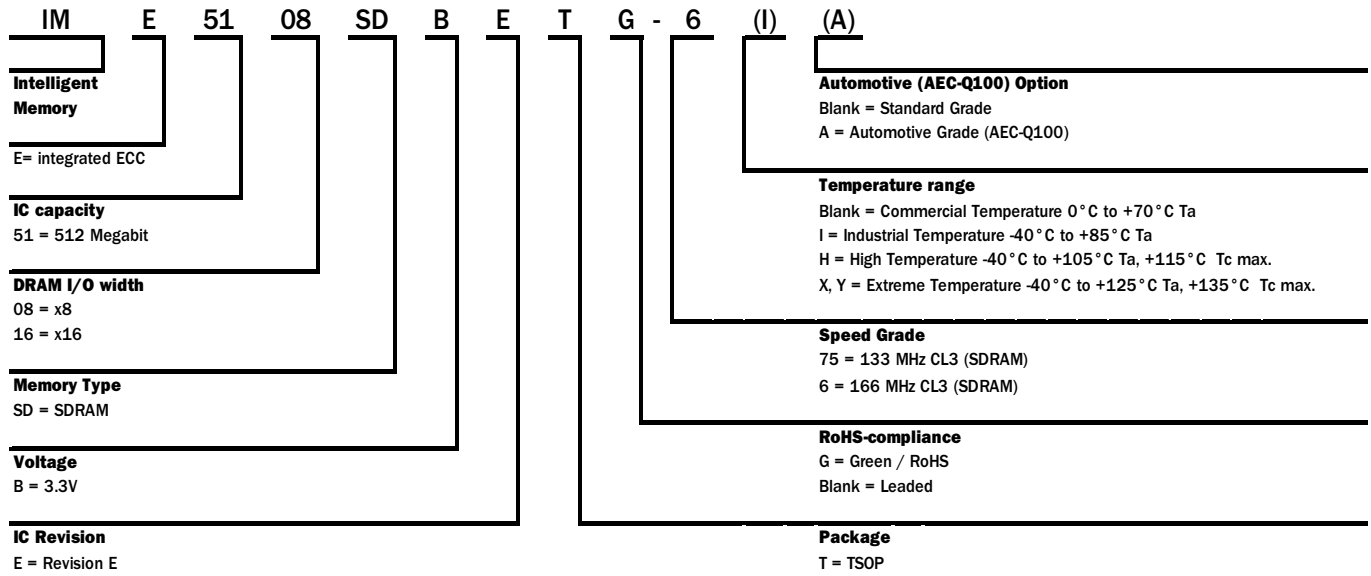 IM E 51 08 SD B E T G - 6 (I) (A)
Intelligent
Memory
E= integrated ECC
IC capacity
51 = 512 Megabit
DRAM I/O width
08 = x8
16 = x16
Memory Type
SD = SDRAM
Voltage
B = 3.3V
IC Revision
E = Revision E
Automotive (AEC-Q100) Option
Blank = Standard Grade
A = Automotive Grade (AEC-Q100)
Temperature range
Blank = Commercial Temperature 0°C to +70°C Ta
I = Industrial Temperature -40°C to +85°C Ta
H = High Temperature -40°C to +105°C Ta, +115°C Tc max.
X, Y = Extreme Temperature -40°C to +125°C Ta, +135°C Tc max.
Speed Grade
75 = 133 MHz CL3 (SDRAM)
6 = 166 MHz CL3 (SDRAM)
RoHS-compliance
G = Green / RoHS
Blank = Leaded
Package
T = TSOP